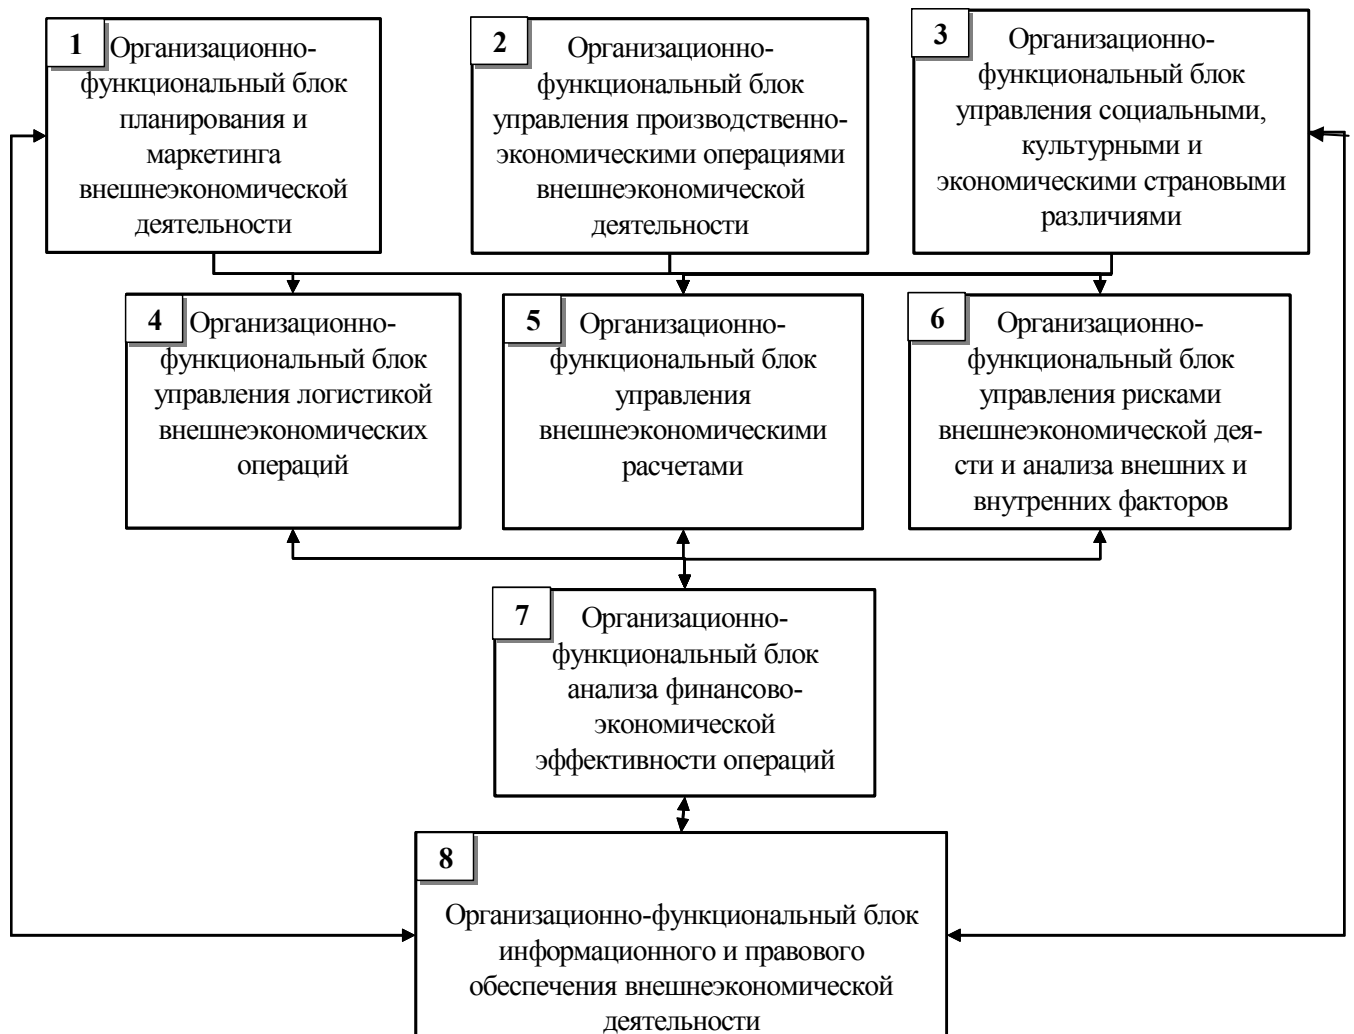 1
Организационно-
функциональный блок
планирования и
маркетинга
внешнеэкономической
деятельности
2
Организационно-
функциональный блок
управления производственно-
экономическими операциями
внешнеэкономической
деятельности
3
Организационно-
функциональный блок
управления социальными,
культурными и
экономическими страновыми
различиями
4
Организационно-
функциональный блок
управления логистикой
внешнеэкономических
операций
5
Организационно-
функциональный блок
управления
внешнеэкономическими
расчетами
6
Организационно-
функциональный блок
управления рисками
внешнеэкономической дея-
сти и анализа внешних и
внутренних факторов
7
Организационно-
функциональный блок
анализа финансово-
экономической
эффективности операций
8
Организационно-функциональный блок
информационного и правового
обеспечения внешнеэкономической
деятельности